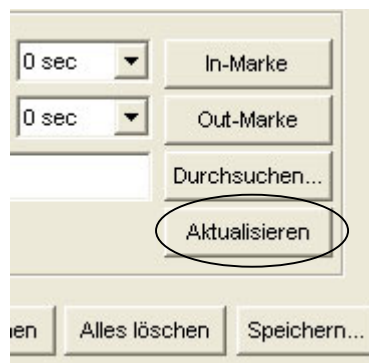 0 sec In-Marke
0 sec Out-Marke
Durchsuchen...
Aktualisieren
Alles löschen Speichern...